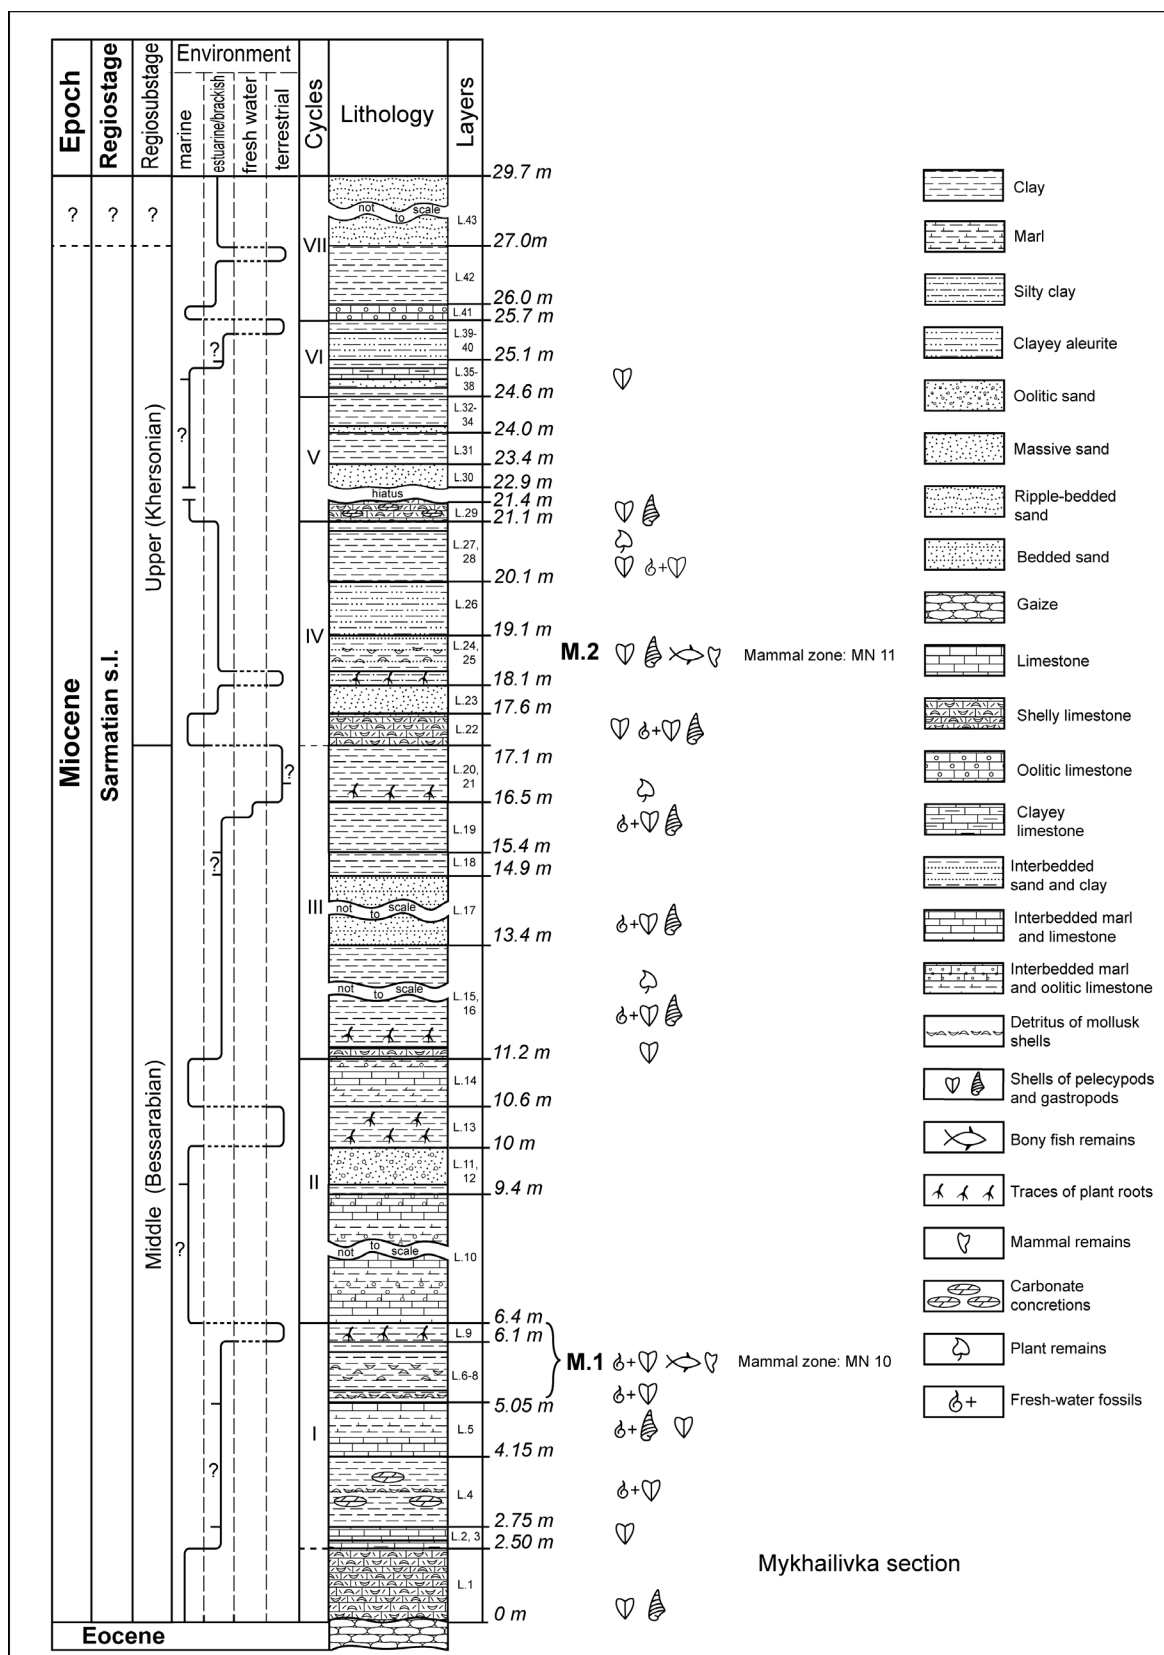 Environment
Epoch
Regiostage
Regiosubstage
marine
estuarine/brackish
fresh water
terrestrial
Cycles
Lithology
Layers
29.7 m
? ? ?
not scale
to
L.43
VII
27.0m
L.42
26.0 m
L.41
25.7 m
L.39-
40
VI
?
25.1 m
L.35-
38
24.6 m
L.32-
34
?
24.0 m
V
L.31
23.4 m
L.30
22.9 m
hiatus
21.4 m
L.29
21.1 m
Upper (Khersonian)
L.27,
28
20.1 m
L.26
19.1 m
IV
L.24,
25
M.2
Mammal zone: MN 11
18.1 m
L.23
17.6 m
L.22
17.1 m
Miocene
Sarmatian s.l.
?
L.20,
21
16.5 m
L.19
15.4 m
?
L.18
14.9 m
III
not scale
to
L.17
13.4 m
not scale
to
L.15,
16
11.2 m
L.14
10.6 m
L.13
10 m
Middle (Bessarabian)
II
L.11,
12
9.4 m
?
to
not scale
L.10
6.4 m
L.9
6.1 m
M.1
Mammal zone: MN 10
L.6-8
5.05 m
I
L.5
4.15 m
?
L.4
2.75 m
L.2, 3
2.50 m
L.1
0 m
Eocene
Clay
Marl
Silty clay
Clayey aleurite
Oolitic sand
Massive sand
Ripple-bedded
sand
Bedded sand
Gaize
Limestone
Shelly limestone
Oolitic limestone
Clayey
limestone
Interbedded
sand and clay
Interbedded marl
and limestone
Interbedded marl
and oolitic limestone
Detritus of mollusk
shells
Shells of pelecypods
and gastropods
Bony fish remains
Traces of plant roots
Mammal remains
Carbonate
concretions
Plant remains
Fresh-water fossils
Mykhailivka section